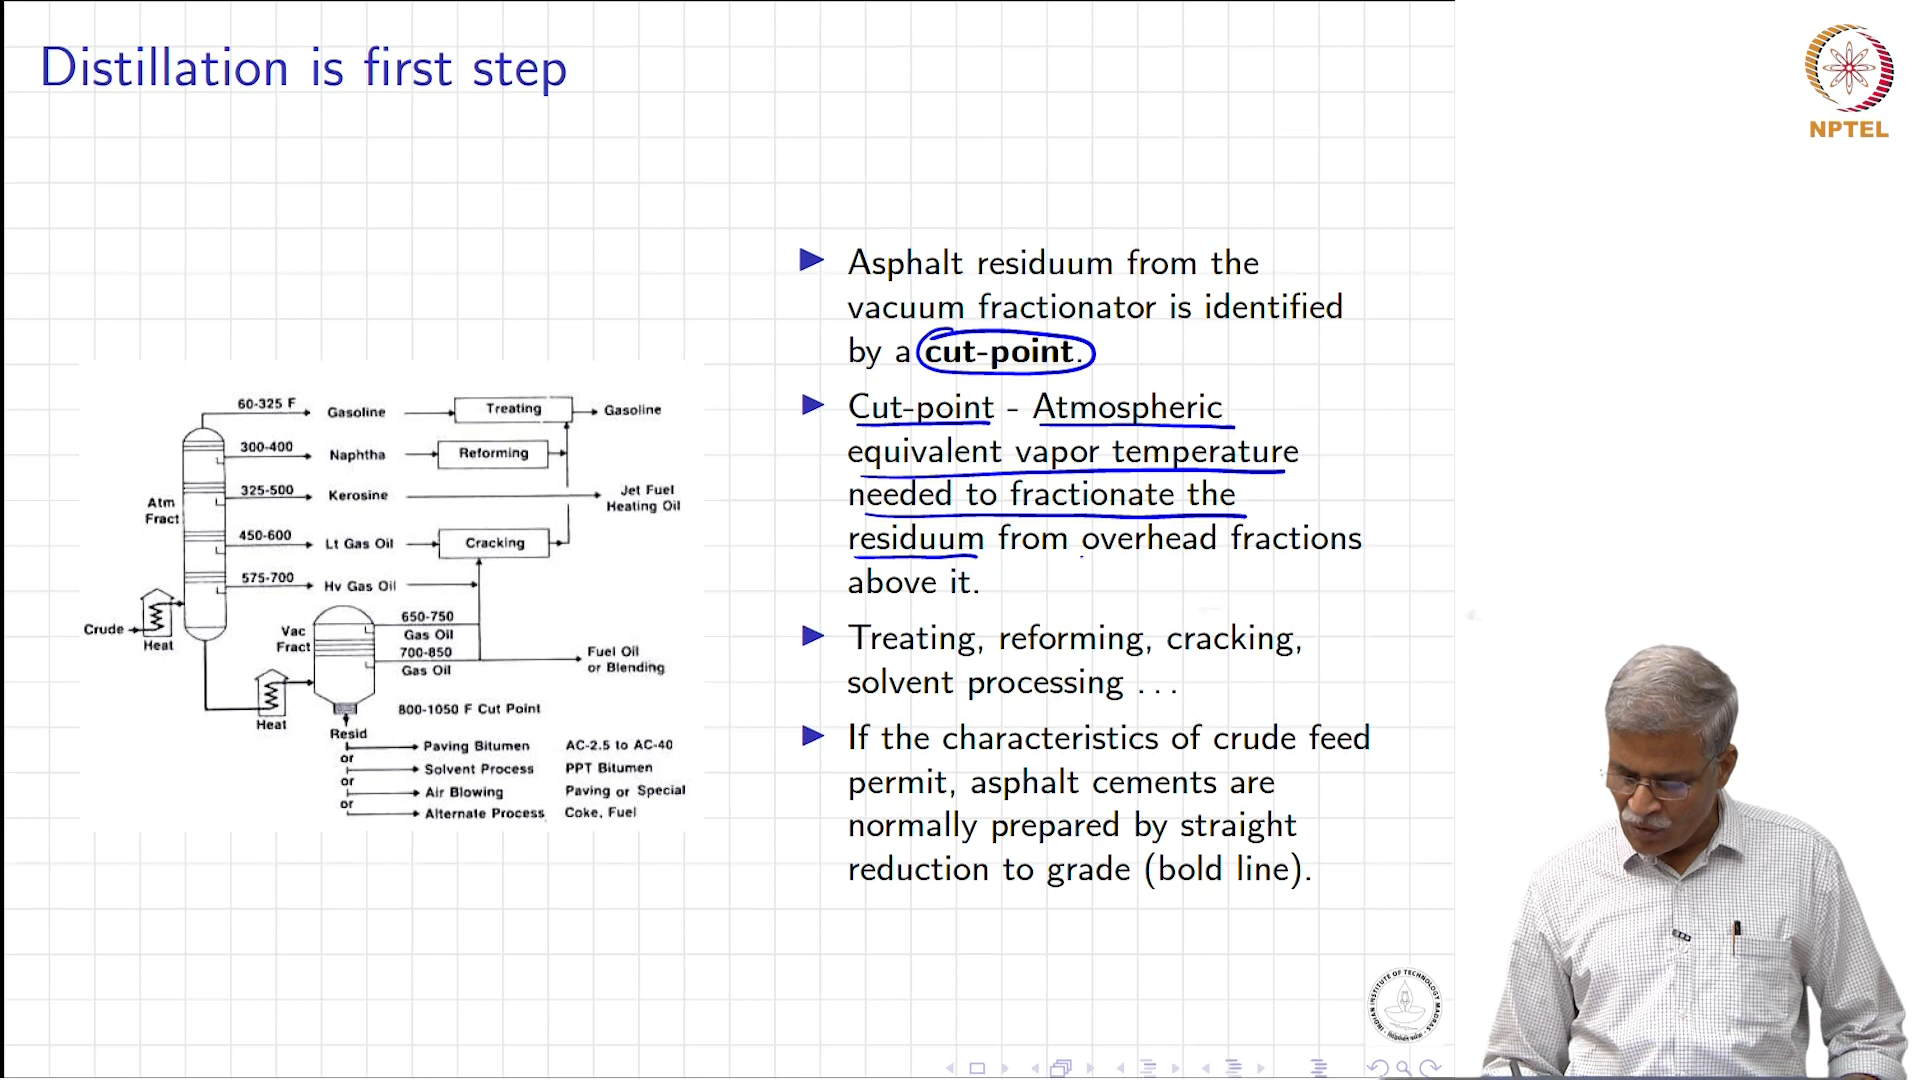 Distillation is first step
NPTEL
Asphalt residuum from the
vacuum fractionator is identified
by a cut-point.
Cut-point - Atmospheric
equivalent vapor temperature
needed to fractionate the
residuum from overhead fractions
above it.
Treating, reforming, cracking,
solvent processing ...
If the characteristics of crude feed
permit, asphalt cements are
normally prepared by straight
reduction to grade (bold line).
60-325 F
Gasoline
Treating
Gasoline
300-400
Naphtha
Reforming
325-500
Kerosine
Jet Fuel
Heating Oil
Atm
Fract
450-600
Lt Gas Oil
Cracking
575-700
Hv Gas Oil
Crude
Heat
Vac
Fract
650-750
Gas Oil
700-850
Gas Oil
Fuel Oil
or Blending
Heat
800-1050 F Cut Point
Resid
Paving Bitumen AC-2.5 to AC-40
or
Solvent Process PPT Bitumen
or
Air Blowing Paving or Special
or
Alternate Process Coke, Fuel
INDIAN INSTITUTE OF TECHNOLOGY MADRAS